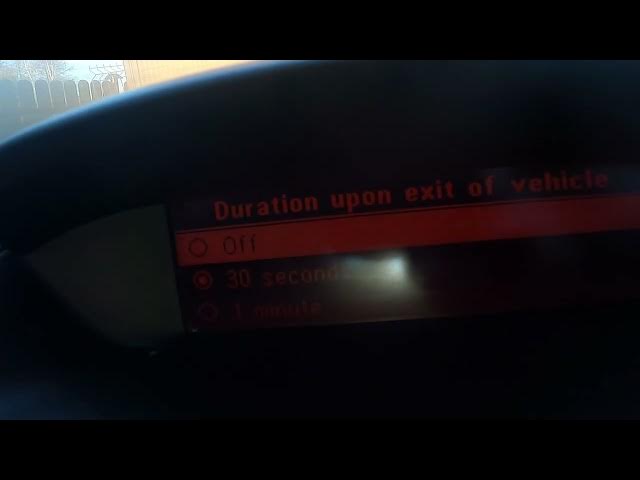 Duration upon exit of vehicle
Off
30 seconds
1 minute